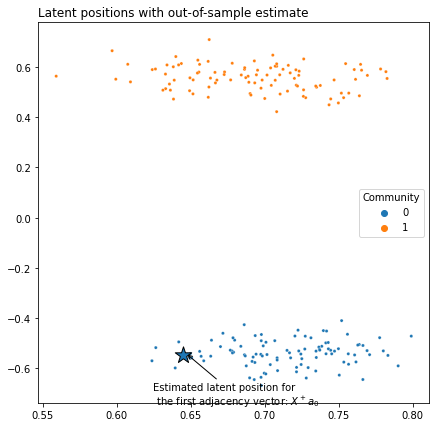 Latent positions with out-of-sample estimate
0.6
0.4
0.2
0.0
−0.2
−0.4
−0.6
Community
0
1
Estimated latent position for
the first adjacency vector: $X^+ a_0$
0.55 0.60 0.65 0.70 0.75 0.80